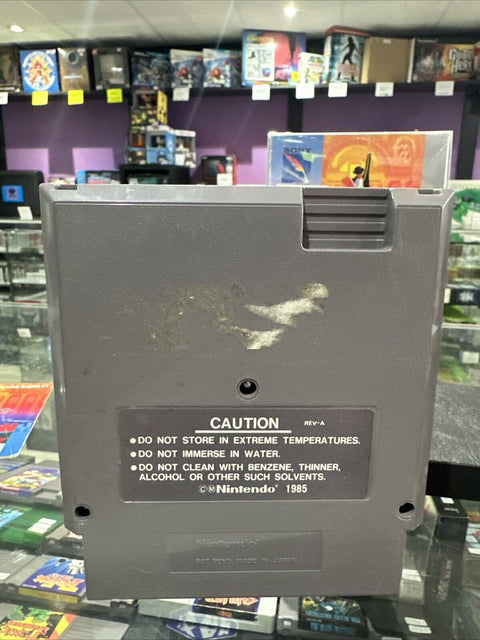 SONY
CAUTION REV-A
●DO NOT STORE IN EXTREME TEMPERATURES.
●DO NOT IMMERSE IN WATER.
●DO NOT CLEAN WITH BENZENE, THINNER,
ALCOHOL OR OTHER SUCH SOLVENTS.
©ⓂNintendo® 1985
Nintendo®
PAT. PEND. MADE IN JAPAN